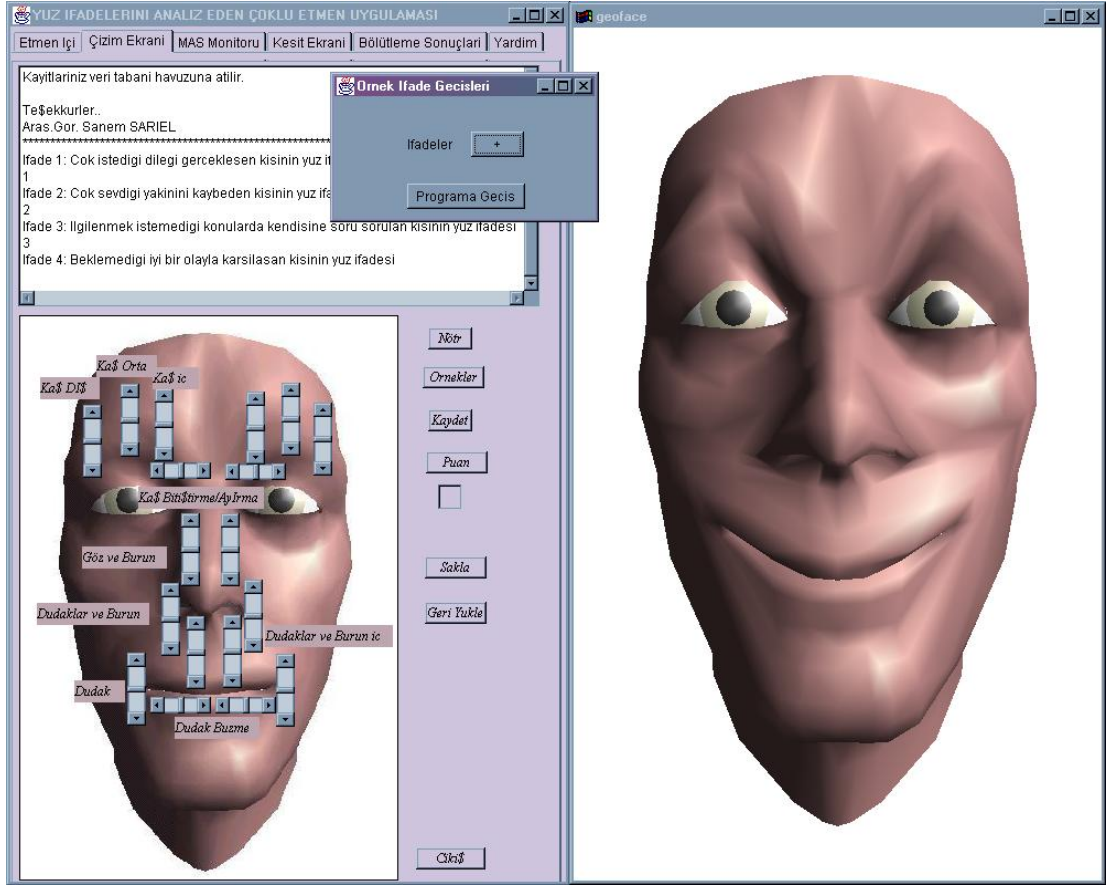 YUZ IFADELERINI ANALIZ EDEN ÇOKLU ETMEN UYGULAMASI
Etmen Içi
Çizim Ekrani
MAS Monitoru
Kesit Ekrani
Bölütleme Sonuçlari
Yardim
Kayitlariniz veri tabani havuzuna atilir.
Te$ekkurler..
Aras.Gor. Sanem SARIEL
Ifade 1: Cok istedigi dilegi gerceklesen kisinin yuz
1
Ifade 2: Cok sevdigi yakinini kaybeden kisinin yuz
2
Ifade 3: Ilgilenmek istemedigi konularda kendisine soru sorulan kisinin yuz ifadesi
3
Ifade 4: Beklemedigi iyi bir olayla karsilasan kisinin yuz ifadesi
Ornek Ifade Gecisleri
Ifadeler +
Programa Gecis
geoface
Ka$ DI$
Ka$ Orta
Ka$ ic
Ka$ Biti$tirme/AyIrma
Göz ve Burun
Dudaklar ve Burun
Dudaklar ve Burun ic
Dudak
Dudak Buzme
Nötr
Ornekler
Kaydet
Puan
Sakla
Geri Yukle
Ciki$